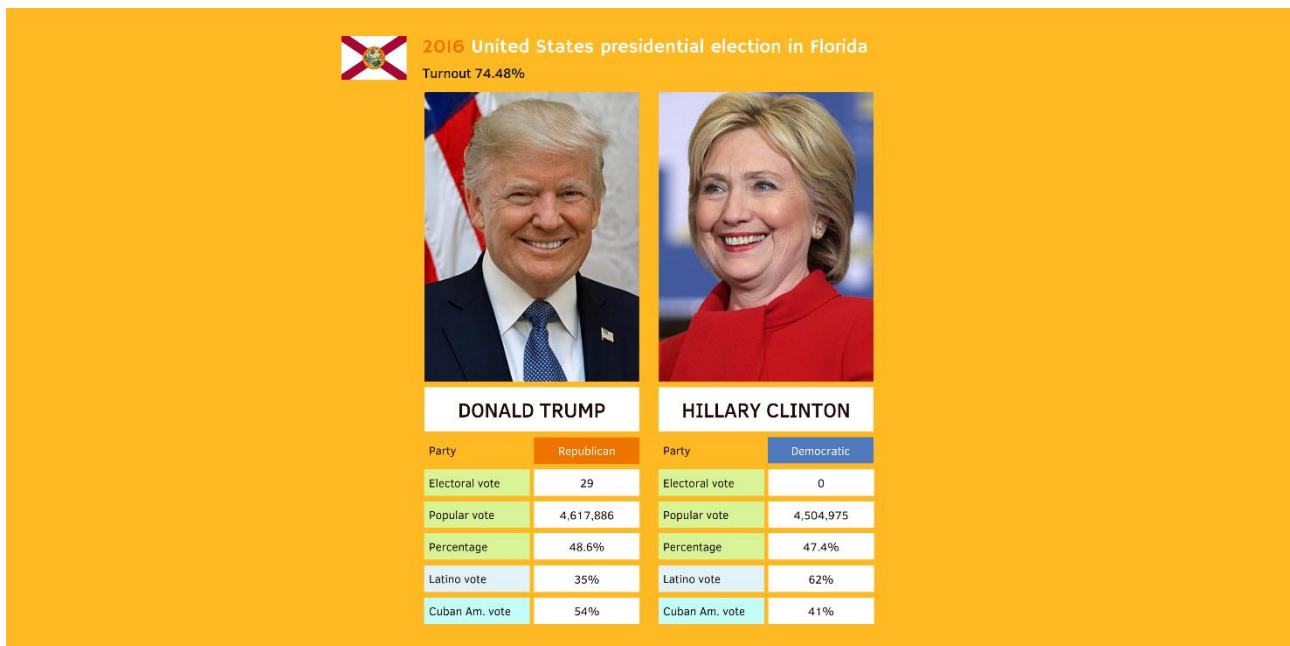 2016 United States presidential election in Florida
Turnout 74.48%
DONALD TRUMP
Party Republican
Electoral vote 29
Popular vote 4,617,886
Percentage 48.6%
Latino vote 35%
Cuban Am. vote 54%
HILLARY CLINTON
Party Democratic
Electoral vote 0
Popular vote 4,504,975
Percentage 47.4%
Latino vote 62%
Cuban Am. vote 41%